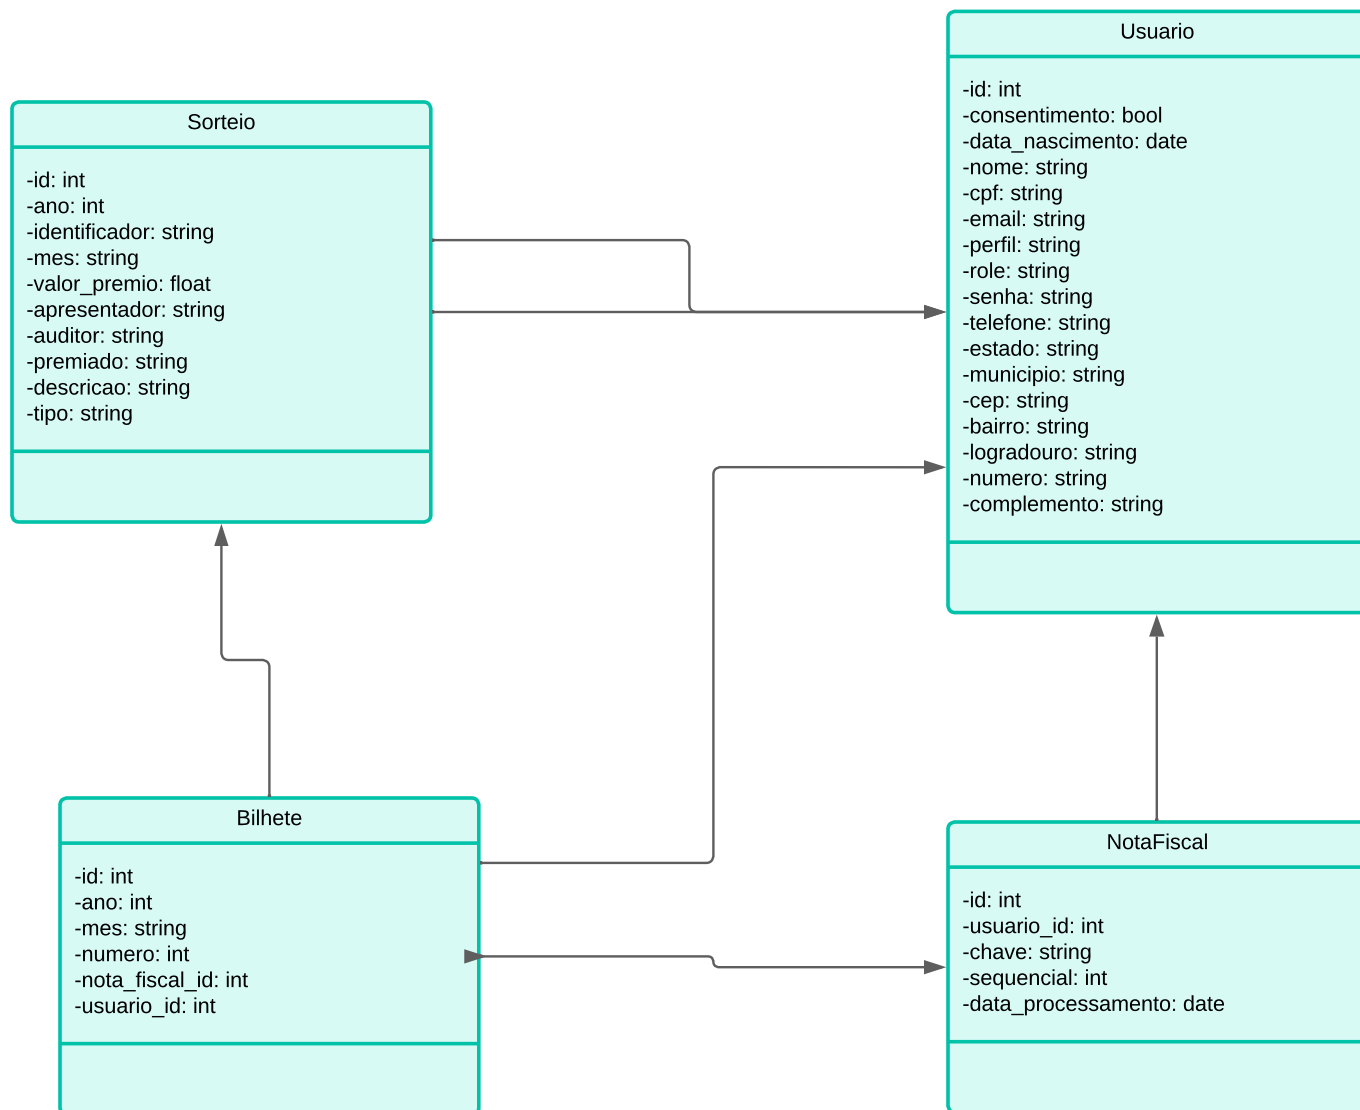 Usuario
-id: int
-consentimento: bool
-data_nascimento: date
-nome: string
-cpf: string
-email: string
-perfil: string
-role: string
-senha: string
-telefone: string
-estado: string
-municipio: string
-cep: string
-bairro: string
-logradouro: string
-numero: string
-complemento: string
Sorteio
-id: int
-ano: int
-identificador: string
-mes: string
-valor_premio: float
-apresentador: string
-auditor: string
-premiado: string
-descricao: string
-tipo: string
Bilhete
-id: int
-ano: int
-mes: string
-numero: int
-nota_fiscal_id: int
-usuario_id: int
NotaFiscal
-id: int
-usuario_id: int
-chave: string
-sequencial: int
-data_processamento: date